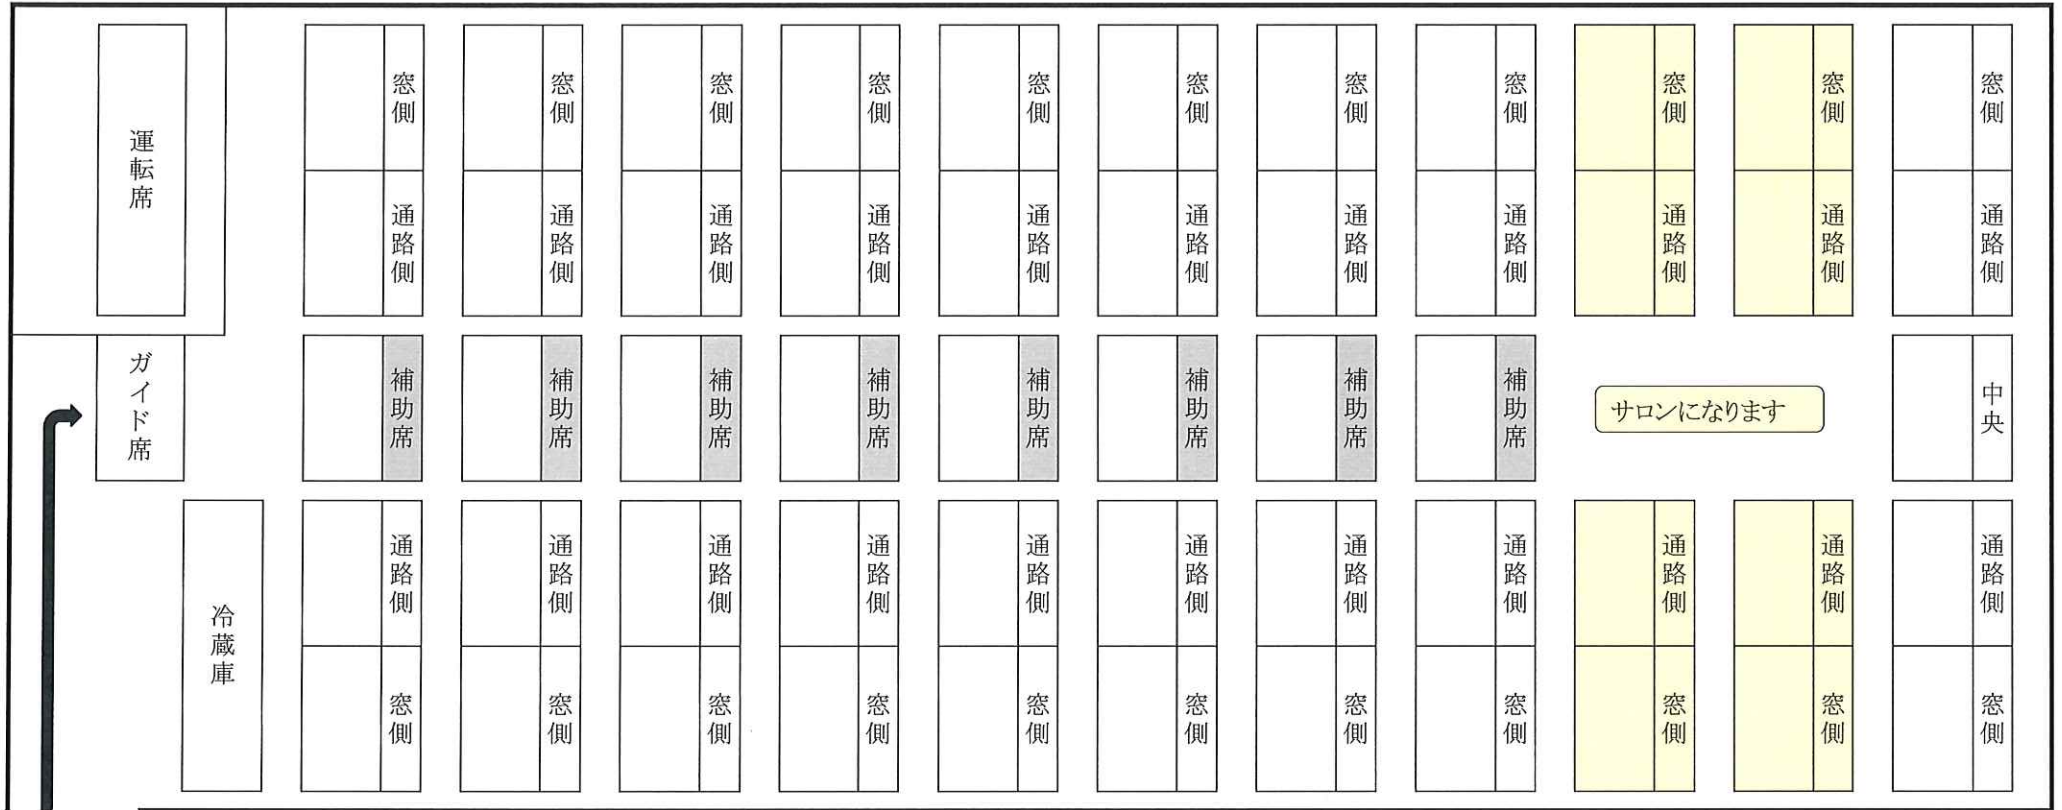 運転席
窓側
窓側
窓側
窓側
窓側
窓側
窓側
窓側
窓側
窓側
窓側
通路側
通路側
通路側
通路側
通路側
通路側
通路側
通路側
通路側
通路側
通路側
ガイド席
補助席
補助席
補助席
補助席
補助席
補助席
補助席
補助席
サロンになります
中央
冷蔵庫
通路側
通路側
通路側
通路側
通路側
通路側
通路側
通路側
通路側
通路側
通路側
窓側
窓側
窓側
窓側
窓側
窓側
窓側
窓側
窓側
窓側
窓側